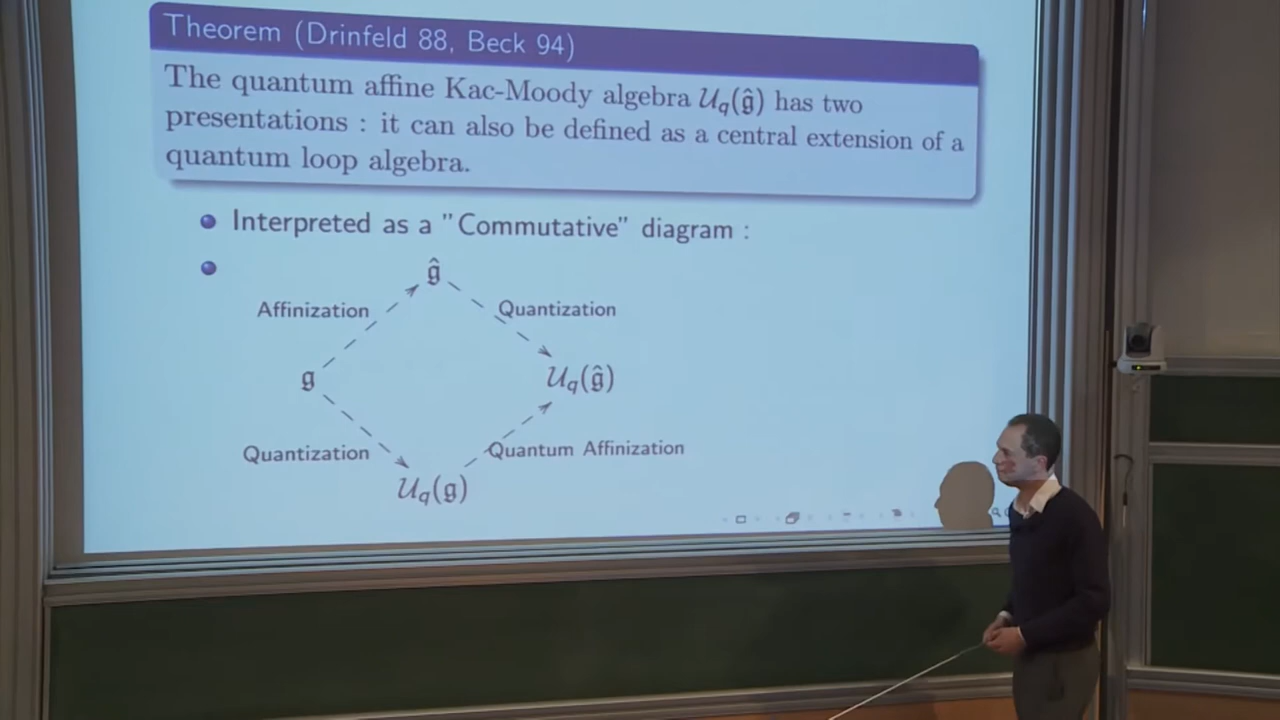 Theorem (Drinfeld 88, Beck 94)
The quantum affine Kac-Moody algebra 𝒰_q(𝔤̂) has two
presentations : it can also be defined as a central extension of a
quantum loop algebra.
Interpreted as a "Commutative" diagram :
𝔤̂
Affinization
Quantization
𝔤
𝒰_q(𝔤̂)
Quantization
Quantum Affinization
𝒰_q(𝔤)